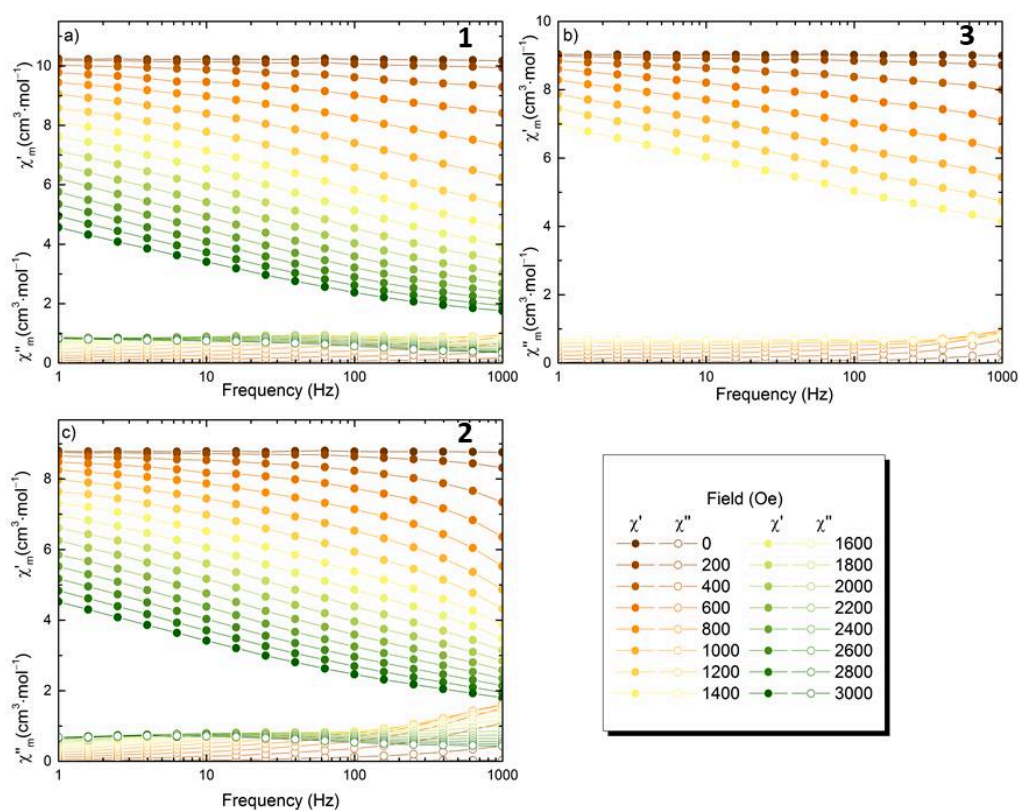 a)
1
χ'ₘ(cm³·mol⁻¹)
χ''ₘ(cm³·mol⁻¹)
10
8
6
4
2
0
1
10
100
1000
Frequency (Hz)
b)
3
χ'ₘ(cm³·mol⁻¹)
χ''ₘ(cm³·mol⁻¹)
10
8
6
4
2
0
1
10
100
1000
Frequency (Hz)
c)
2
χ'ₘ(cm³·mol⁻¹)
χ''ₘ(cm³·mol⁻¹)
8
6
4
2
0
1
10
100
1000
Frequency (Hz)
Field (Oe)
χ' χ'' χ' χ''
0 1600
200 1800
400 2000
600 2200
800 2400
1000 2600
1200 2800
1400 3000